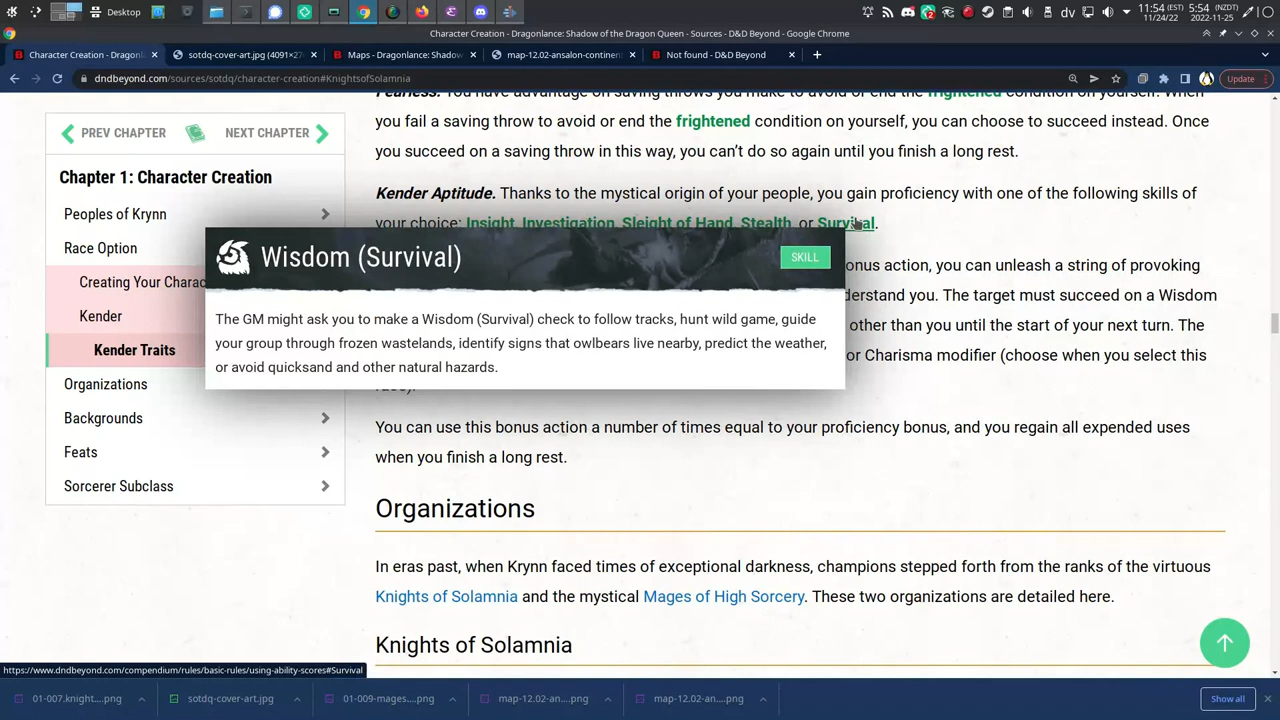 Desktop
2
dv
11:54 (EST)
11/24/22
5:54 (NZDT)
2022-11-25
Character Creation - Dragonlance: Shadow of the Dragon Queen - Sources - D&D Beyond - Google Chrome
Character Creation - Dragonl
sotdq-cover-art.jpg (4091×27
Maps - Dragonlance: Shadow
map-12.02-ansalon-continen
Not found - D&D Beyond
dndbeyond.com/sources/sotdq/character-creation#KnightsofSolamnia
Update
PREV CHAPTER
NEXT CHAPTER
Chapter 1: Character Creation
Peoples of Krynn
Race Option
Creating Your Charac
Kender
Kender Traits
Organizations
Backgrounds
Feats
Sorcerer Subclass
Fearless. You have advantage on saving throws you make to avoid or end the frightened condition on yourself. When
you fail a saving throw to avoid or end the frightened condition on yourself, you can choose to succeed instead. Once
you succeed on a saving throw in this way, you can't do so again until you finish a long rest.
Kender Aptitude. Thanks to the mystical origin of your people, you gain proficiency with one of the following skills of
your choice: Insight, Investigation, Sleight of Hand, Stealth, or Survival.
Wisdom (Survival)
SKILL
The GM might ask you to make a Wisdom (Survival) check to follow tracks, hunt wild game, guide
your group through frozen wastelands, identify signs that owlbears live nearby, predict the weather,
or avoid quicksand and other natural hazards.
onus action, you can unleash a string of provoking
derstand you. The target must succeed on a Wisdom
other than you until the start of your next turn. The
or Charisma modifier (choose when you select this
You can use this bonus action a number of times equal to your proficiency bonus, and you regain all expended uses
when you finish a long rest.
Organizations
In eras past, when Krynn faced times of exceptional darkness, champions stepped forth from the ranks of the virtuous
Knights of Solamnia and the mystical Mages of High Sorcery. These two organizations are detailed here.
Knights of Solamnia
https://www.dndbeyond.com/compendium/rules/basic-rules/using-ability-scores#Survival
01-007.knight....png
sotdq-cover-art.jpg
01-009-mages....png
map-12.02-an....png
map-12.02-an....png
Show all